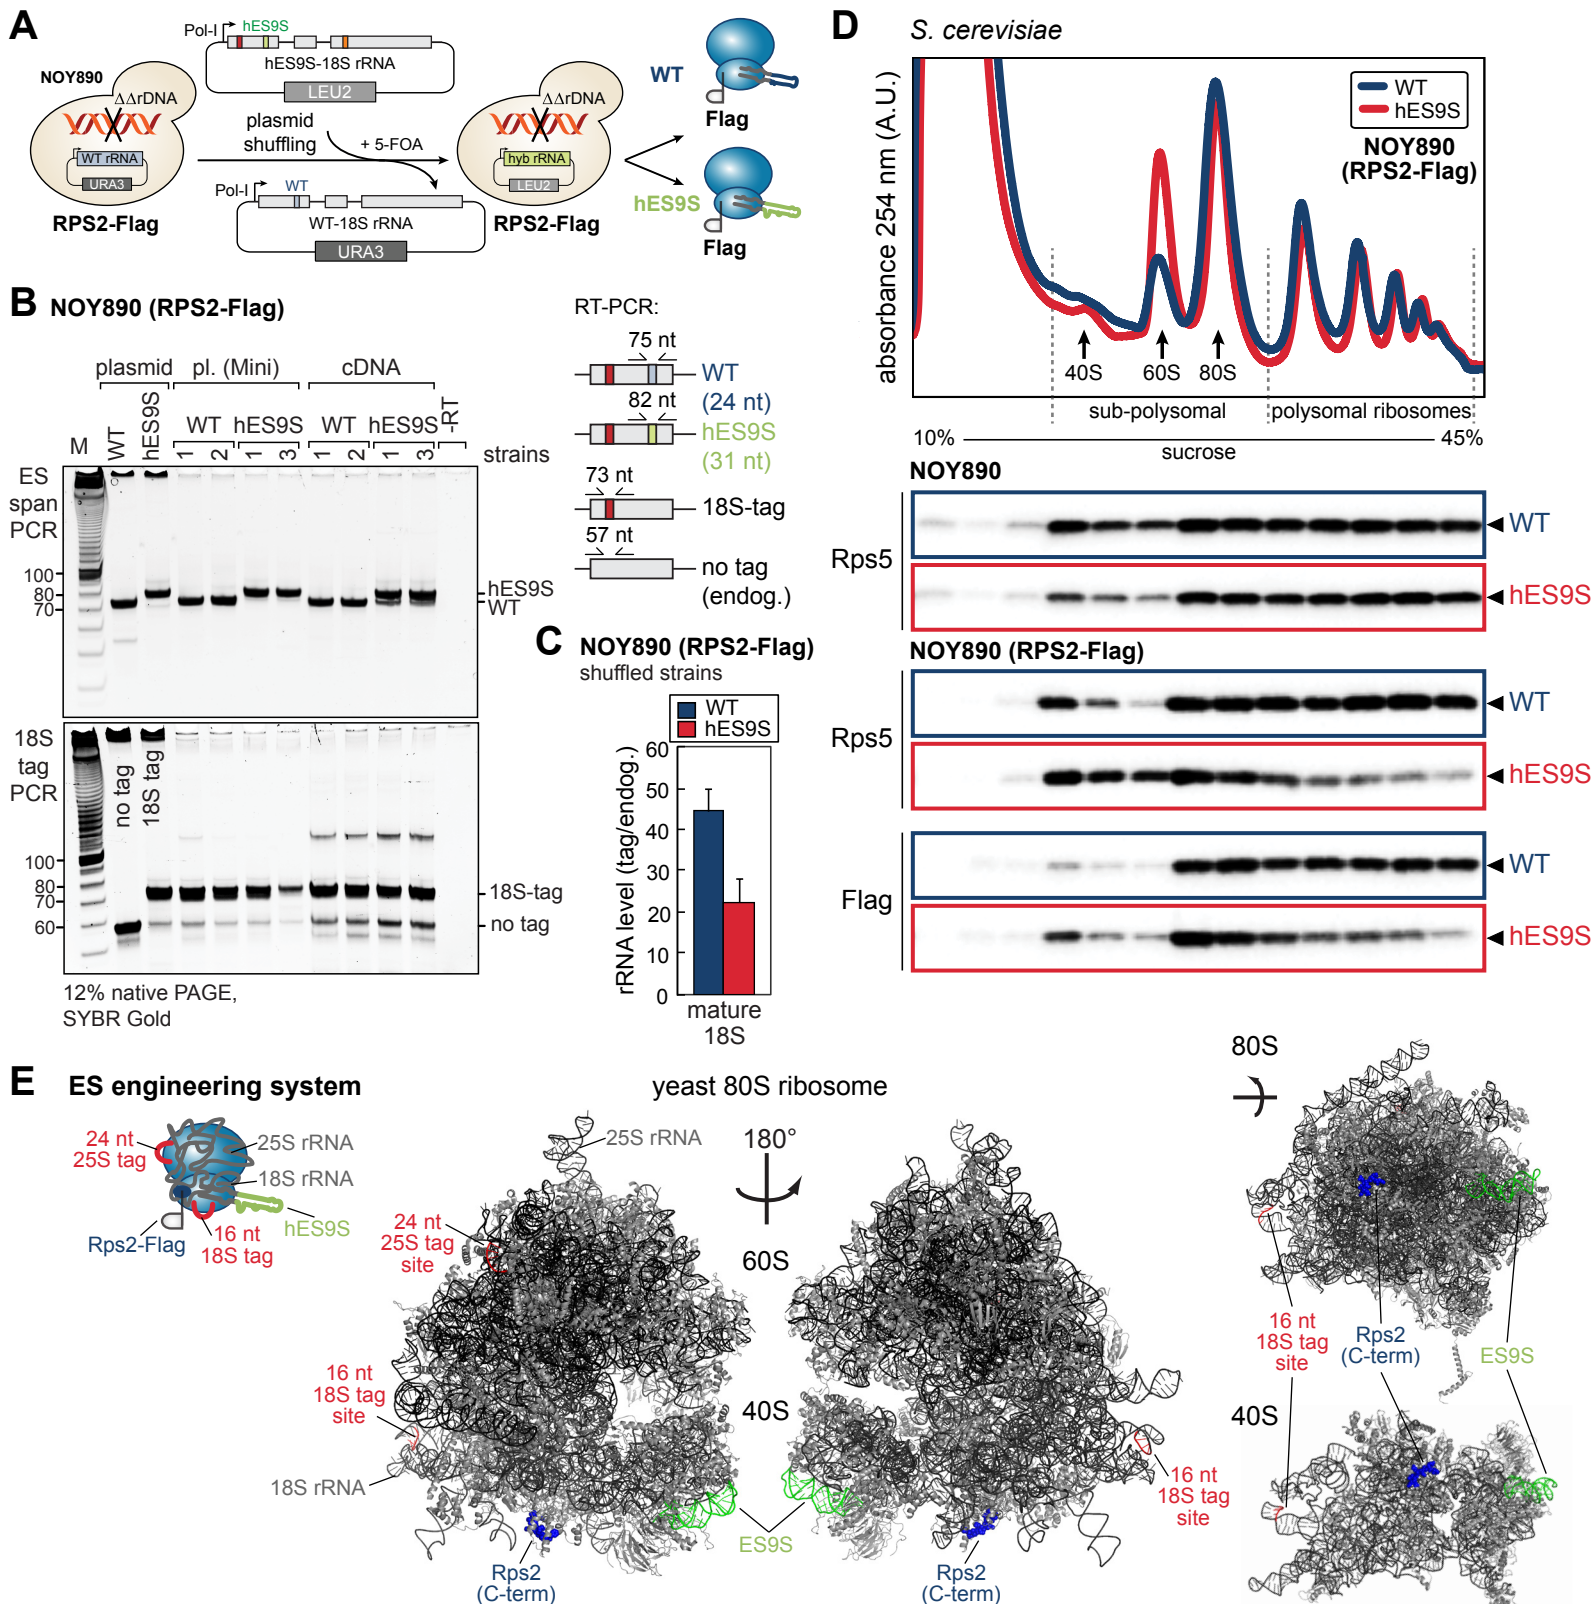 A
Pol-I
hES9S
hES9S-18S rRNA
LEU2
NOY890
ΔΔrDNA
WT rRNA
URA3
RPS2-Flag
plasmid
shuffling
+ 5-FOA
Pol-I
WT
WT-18S rRNA
URA3
ΔΔrDNA
hyb rRNA
LEU2
RPS2-Flag
WT
Flag
hES9S
Flag
B NOY890 (RPS2-Flag)
plasmid
pl. (Mini)
cDNA
M
WT
hES9S
WT
hES9S
WT
hES9S
-RT
1
2
1
3
1
2
1
3
strains
ES
span
PCR
100
80
70
hES9S
WT
18S
tag
PCR
no tag
18S tag
100
80
70
60
18S-tag
no tag
12% native PAGE,
SYBR Gold
RT-PCR:
75 nt
WT
(24 nt)
82 nt
hES9S
(31 nt)
73 nt
18S-tag
57 nt
no tag
(endog.)
C NOY890 (RPS2-Flag)
shuffled strains
WT
hES9S
rRNA level (tag/endog.)
60
50
40
30
20
10
0
mature
18S
D S. cerevisiae
absorbance 254 nm (A.U.)
WT
hES9S
NOY890
(RPS2-Flag)
40S
60S
80S
sub-polysomal
polysomal ribosomes
10%
45%
sucrose
NOY890
Rps5
WT
hES9S
NOY890 (RPS2-Flag)
Rps5
WT
hES9S
Flag
WT
hES9S
E ES engineering system
24 nt
25S tag
25S rRNA
18S rRNA
hES9S
Rps2-Flag
16 nt
18S tag
yeast 80S ribosome
25S rRNA
180°
24 nt
25S tag
site
60S
16 nt
18S tag
site
40S
18S rRNA
ES9S
Rps2
(C-term)
Rps2
(C-term)
16 nt
18S tag
site
80S
16 nt
18S tag
site
Rps2
(C-term)
ES9S
40S